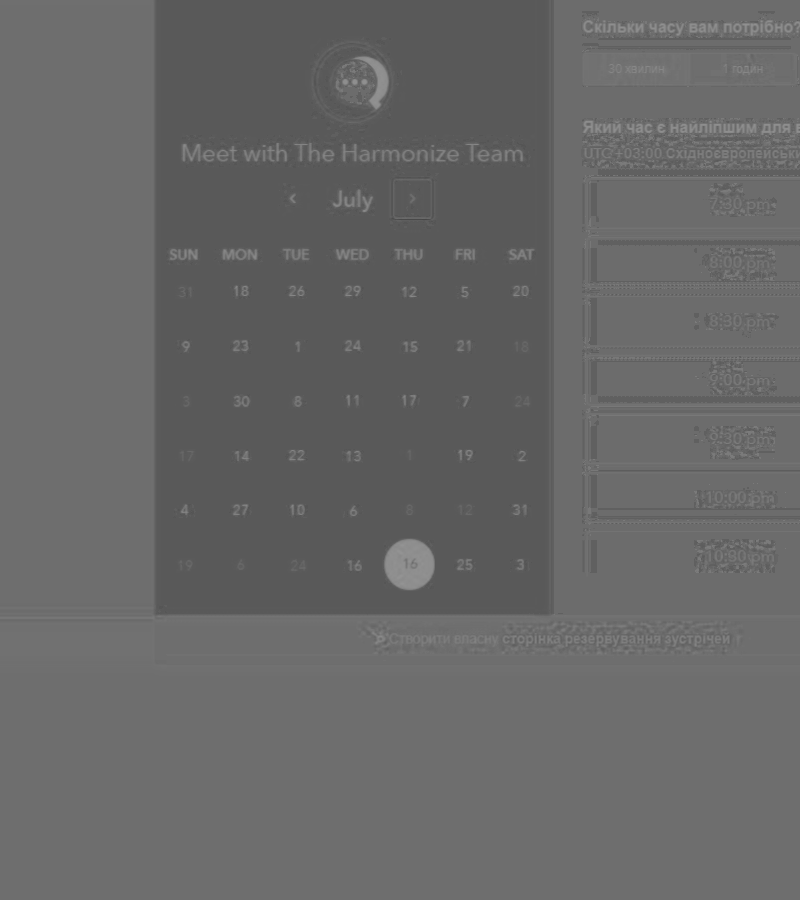 Meet with The Harmonize Team
July
SUN MON TUE WED THU FRI SAT
31 18 26 29 12 5 20
9 23 1 24 15 21 18
3 30 8 11 17 7 24
17 14 22 13 1 19 2
4 27 10 6 8 12 31
19 6 24 16 16 25 3
Скільки часу вам потрібно?
30 хвилин 1 годин
Який час є найліпшим для
UTC +03:00 Східноєвропейськи
7:30 pm
8:00 pm
8:30 pm
9:00 pm
9:30 pm
10:00 pm
10:30 pm
Створити власну сторінка резервування зустрічей